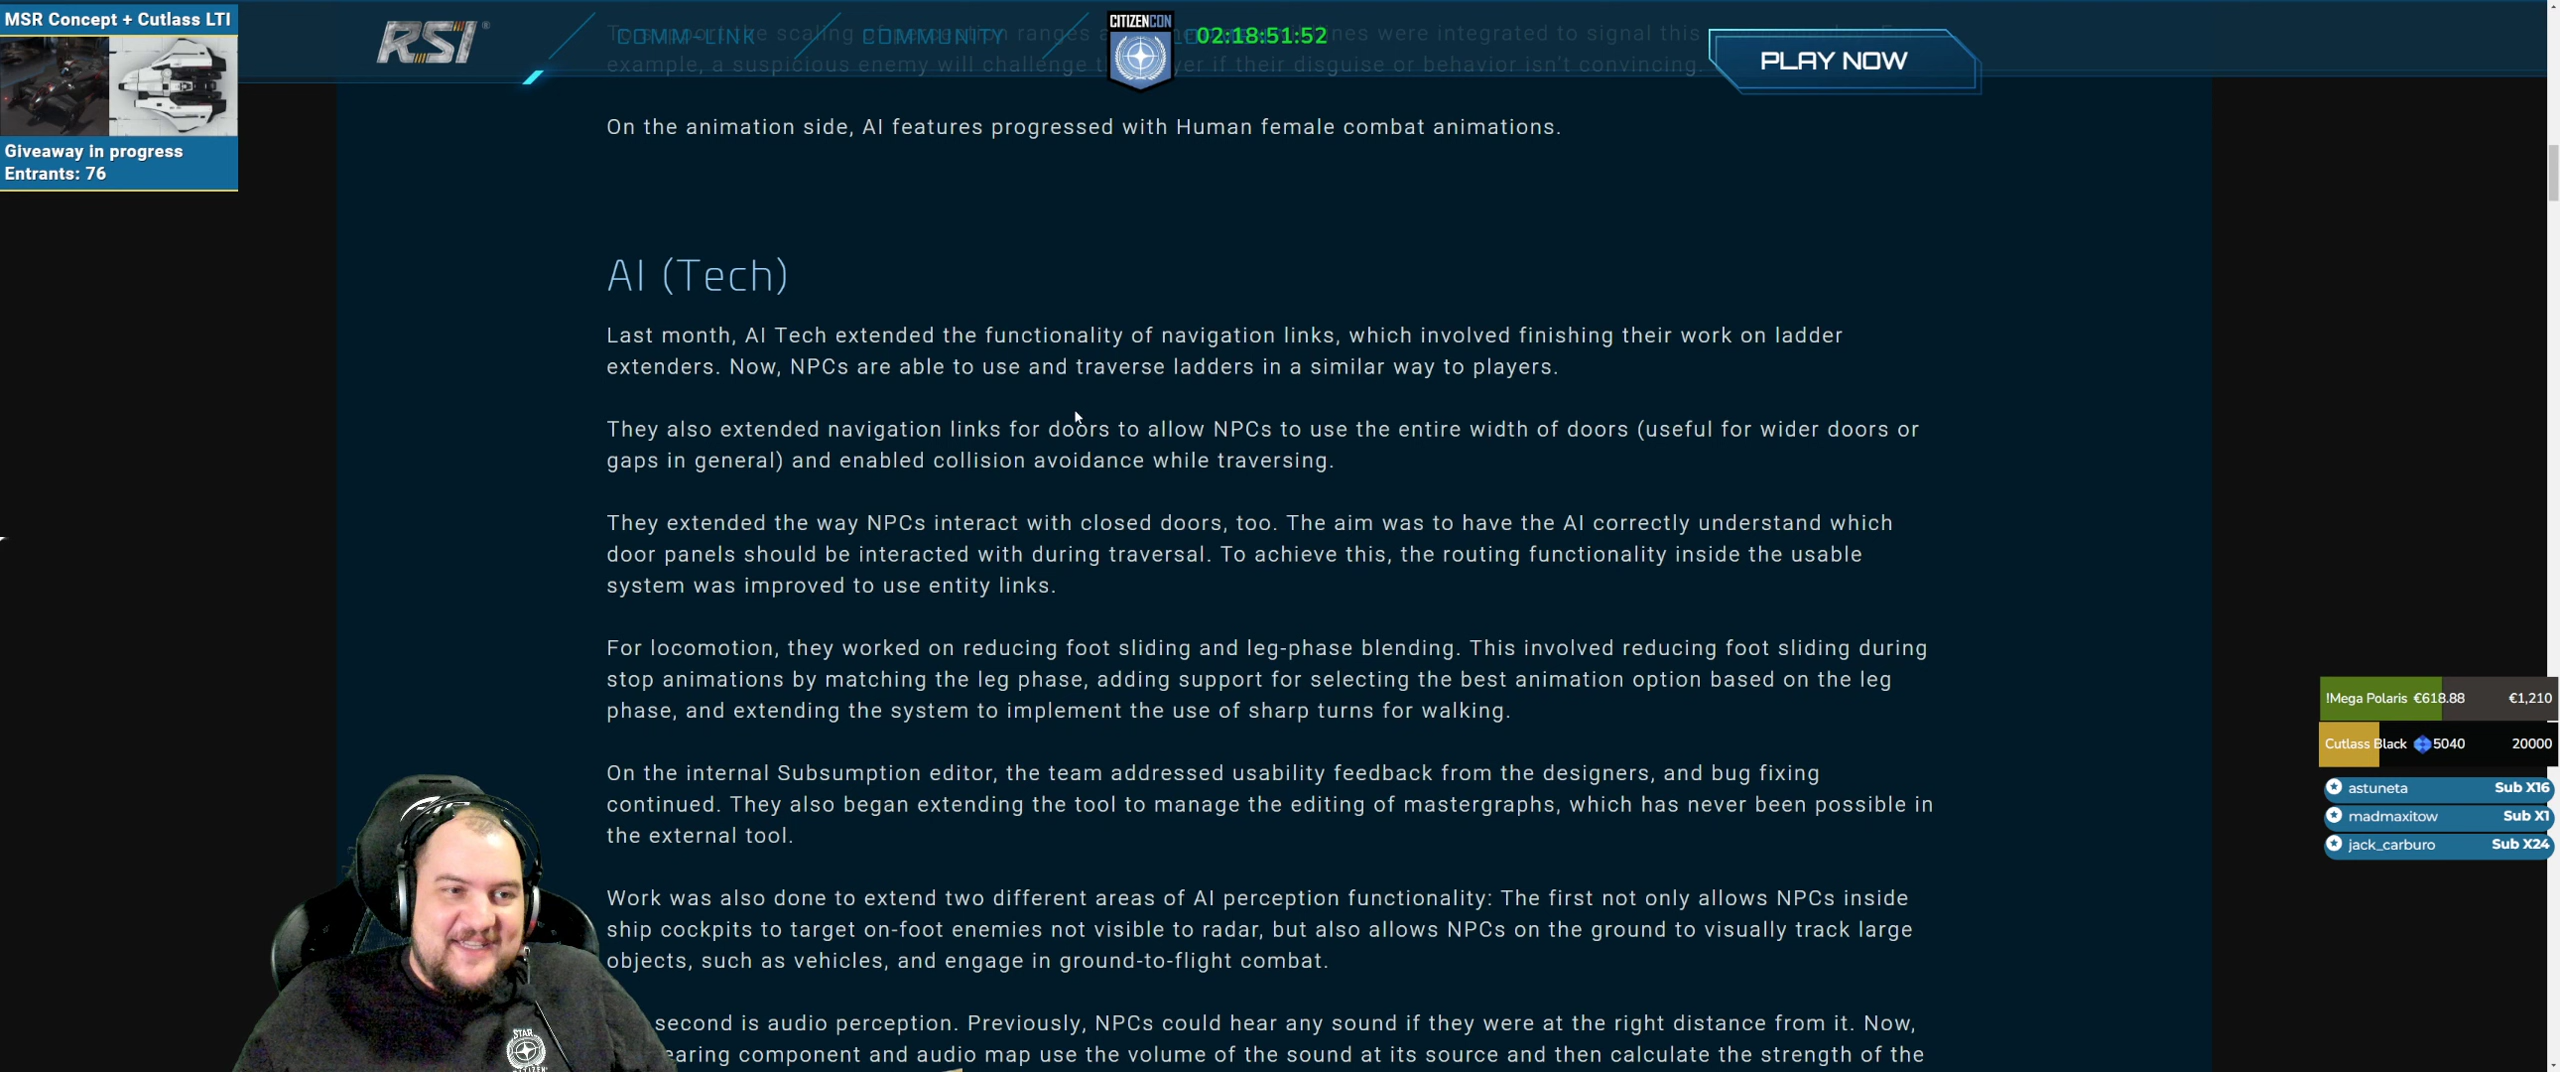 MSR Concept + Cutlass LTI
Giveaway in progress
Entrants: 76
RSI
COMM-LINK
COMMUNITY
CITIZENCON
02:18:51:52
PLAY NOW
example, a suspicious enemy will challenge if their disguise or behavior isn't convincing.
On the animation side, AI features progressed with Human female combat animations.
AI (Tech)
Last month, AI Tech extended the functionality of navigation links, which involved finishing their work on ladder
extenders. Now, NPCs are able to use and traverse ladders in a similar way to players.
They also extended navigation links for doors to allow NPCs to use the entire width of doors (useful for wider doors or
gaps in general) and enabled collision avoidance while traversing.
They extended the way NPCs interact with closed doors, too. The aim was to have the AI correctly understand which
door panels should be interacted with during traversal. To achieve this, the routing functionality inside the usable
system was improved to use entity links.
For locomotion, they worked on reducing foot sliding and leg-phase blending. This involved reducing foot sliding during
stop animations by matching the leg phase, adding support for selecting the best animation option based on the leg
phase, and extending the system to implement the use of sharp turns for walking.
On the internal Subsumption editor, the team addressed usability feedback from the designers, and bug fixing
continued. They also began extending the tool to manage the editing of mastergraphs, which has never been possible in
the external tool.
Work was also done to extend two different areas of AI perception functionality: The first not only allows NPCs inside
ship cockpits to target on-foot enemies not visible to radar, but also allows NPCs on the ground to visually track large
objects, such as vehicles, and engage in ground-to-flight combat.
second is audio perception. Previously, NPCs could hear any sound if they were at the right distance from it. Now,
earing component and audio map use the volume of the sound at its source and then calculate the strength of the
!Mega Polaris €618.88 €1,210
Cutlass Black 5040 20000
astuneta Sub X16
madmaxitow Sub X1
jack_carburo Sub X24
STAR
CITIZEN